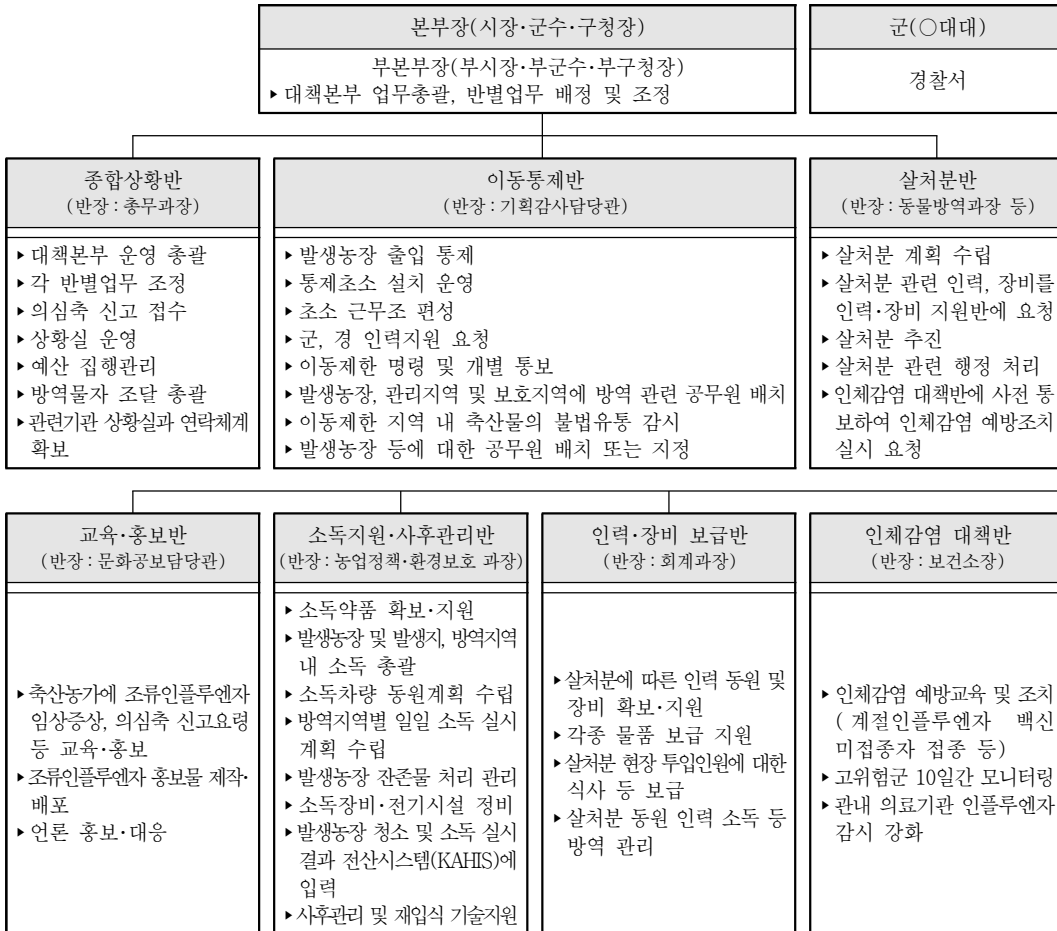 본부장(시장·군수·구청장)
부본부장(부시장·부군수·부구청장)
▸대책본부 업무총괄, 반별업무 배정 및 조정
군(○대대)
경찰서
종합상황반
(반장:총무과장)
▸대책본부 운영 총괄
▸각 반별업무 조정
▸의심축 신고 접수
▸상황실 운영
▸예산 집행관리
▸방역물자 조달 총괄
▸관련기관 상황실과 연락체계
확보
이동통제반
(반장:기획감사담당관)
▸발생농장 출입 통제
▸통제초소 설치 운영
▸초소 근무조 편성
▸군, 경 인력지원 요청
▸이동제한 명령 및 개별 통보
▸발생농장, 관리지역 및 보호지역에 방역 관련 공무원 배치
▸이동제한 지역 내 축산물의 불법유통 감시
▸발생농장 등에 대한 공무원 배치 또는 지정
살처분반
(반장:동물방역과장 등)
▸살처분 계획 수립
▸살처분 관련 인력, 장비를
인력·장비 지원반에 요청
▸살처분 추진
▸살처분 관련 행정 처리
▸인체감염 대책반에 사전 통
보하여 인체감염 예방조치
실시 요청
교육·홍보반
(반장:문화공보담당관)
▸축산농가에 조류인플루엔자
임상증상, 의심축 신고요령
등 교육·홍보
▸조류인플루엔자 홍보물 제작·
배포
▸언론 홍보·대응
소독지원·사후관리반
(반장:농업정책·환경보호 과장)
▸소독약품 확보·지원
▸발생농장 및 발생지, 방역지역
내 소독 총괄
▸소독차량 동원계획 수립
▸방역지역별 일일 소독 실시
계획 수립
▸발생농장 잔존물 처리 관리
▸소독장비·전기시설 정비
▸발생농장 청소 및 소독 실시
결과 전산시스템(KAHIS)에
입력
▸사후관리 및 재입식 기술지원
인력·장비 보급반
(반장:회계과장)
▸살처분에 따른 인력 동원 및
장비 확보·지원
▸각종 물품 보급 지원
▸살처분 현장 투입인원에 대한
식사 등 보급
▸살처분 동원 인력 소독 등
방역 관리
인체감염 대책반
(반장:보건소장)
▸인체감염 예방교육 및 조치
(계절인플루엔자 백신
미접종자 접종 등)
▸고위험군 10일간 모니터링
▸관내 의료기관 인플루엔자
감시 강화